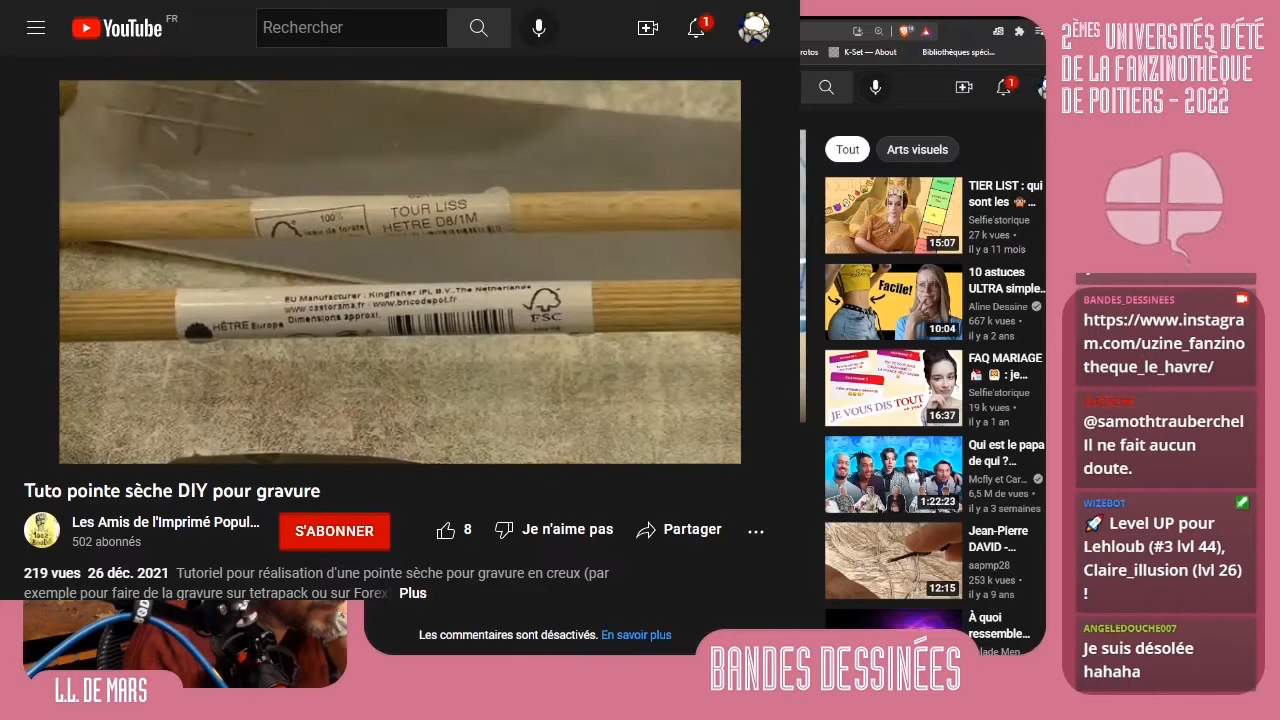 YouTube FR
Rechercher
1
100%
TOUR LISS
HETRE D8/1M
EU Manufacturer : Kingfisher IPL B.V. The Netherlands
www.castorama.fr / www.bricodepot.fr
Dimensions approx.
HÊTRE Europe
FSC
Tuto pointe sèche DIY pour gravure
Les Amis de l'Imprimé Popul...
502 abonnés
S'ABONNER
8
Je n'aime pas
Partager
219 vues 26 déc. 2021 Tutoriel pour réalisation d'une pointe sèche pour gravure en creux (par
exemple pour faire de la gravure sur tetrapack ou sur Forex
Plus
Les commentaires sont désactivés. En savoir plus
L.L. DE MARS
BANDES DESSINÉES
K-Set — About
Bibliothèques spéci...
1
Tout
Arts visuels
TIER LIST : qui
sont les 🙊 ...
Selfie'storique
27 k vues •
il y a 11 mois
15:07
10 astuces
ULTRA simple...
Aline Dessine
667 k vues •
il y a 2 ans
Facile!
10:04
FAQ MARIAGE
je...
Selfie'storique
19 k vues •
il y a 1 an
JE VOUS DIS TOUT
16:37
Qui est le papa
de qui ?...
Mcfly et Car...
6,5 M de vues •
il y a 3 semaines
1:22:23
Jean-Pierre
DAVID -...
aapmp28
253 k vues •
il y a 9 ans
12:15
À quoi
ressemble...
2ÈMES UNIVERSITÉS D'ÉTÉ
DE LA FANZINOTHÈQUE
DE POITIERS - 2022
BANDES_DESSINEES
https://www.instagra
m.com/uzine_fanzino
theque_le_havre/
@samothtrauberchel
Il ne fait aucun
doute.
WIZEBOT
🚀 Level UP pour
Lehloub (#3 lvl 44),
Claire_illusion (lvl 26)
!
ANGELEDOUCHE007
Je suis désolée
hahaha